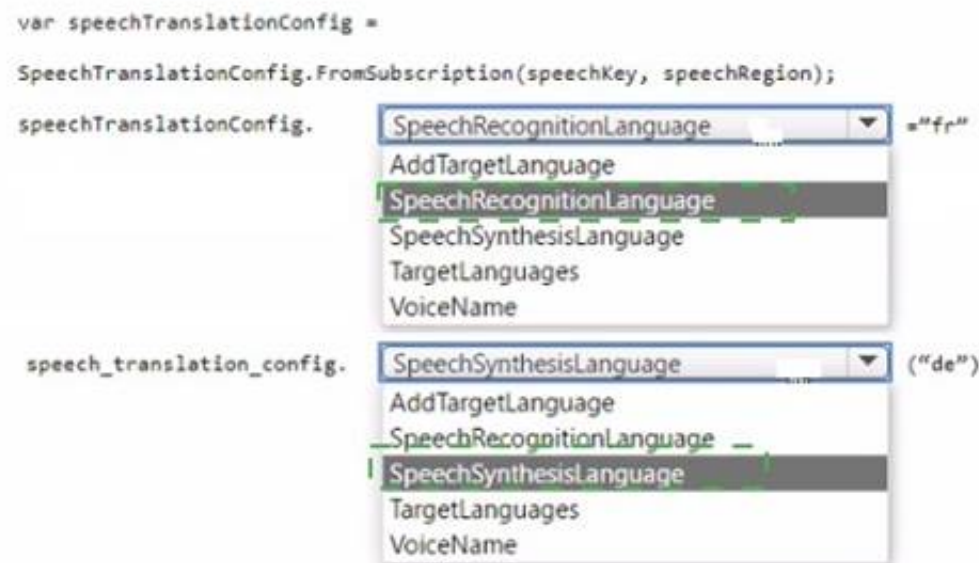 var speechTranslationConfig =
SpeechTranslationConfig.FromSubscription(speechKey, speechRegion);
speechTranslationConfig. SpeechRecognitionLanguage ="fr"
AddTargetLanguage
SpeechRecognitionLanguage
SpeechSynthesisLanguage
TargetLanguages
VoiceName
speech_translation_config. SpeechSynthesisLanguage ("de")
AddTargetLanguage
SpeechRecognitionLanguage
SpeechSynthesisLanguage
TargetLanguages
VoiceName